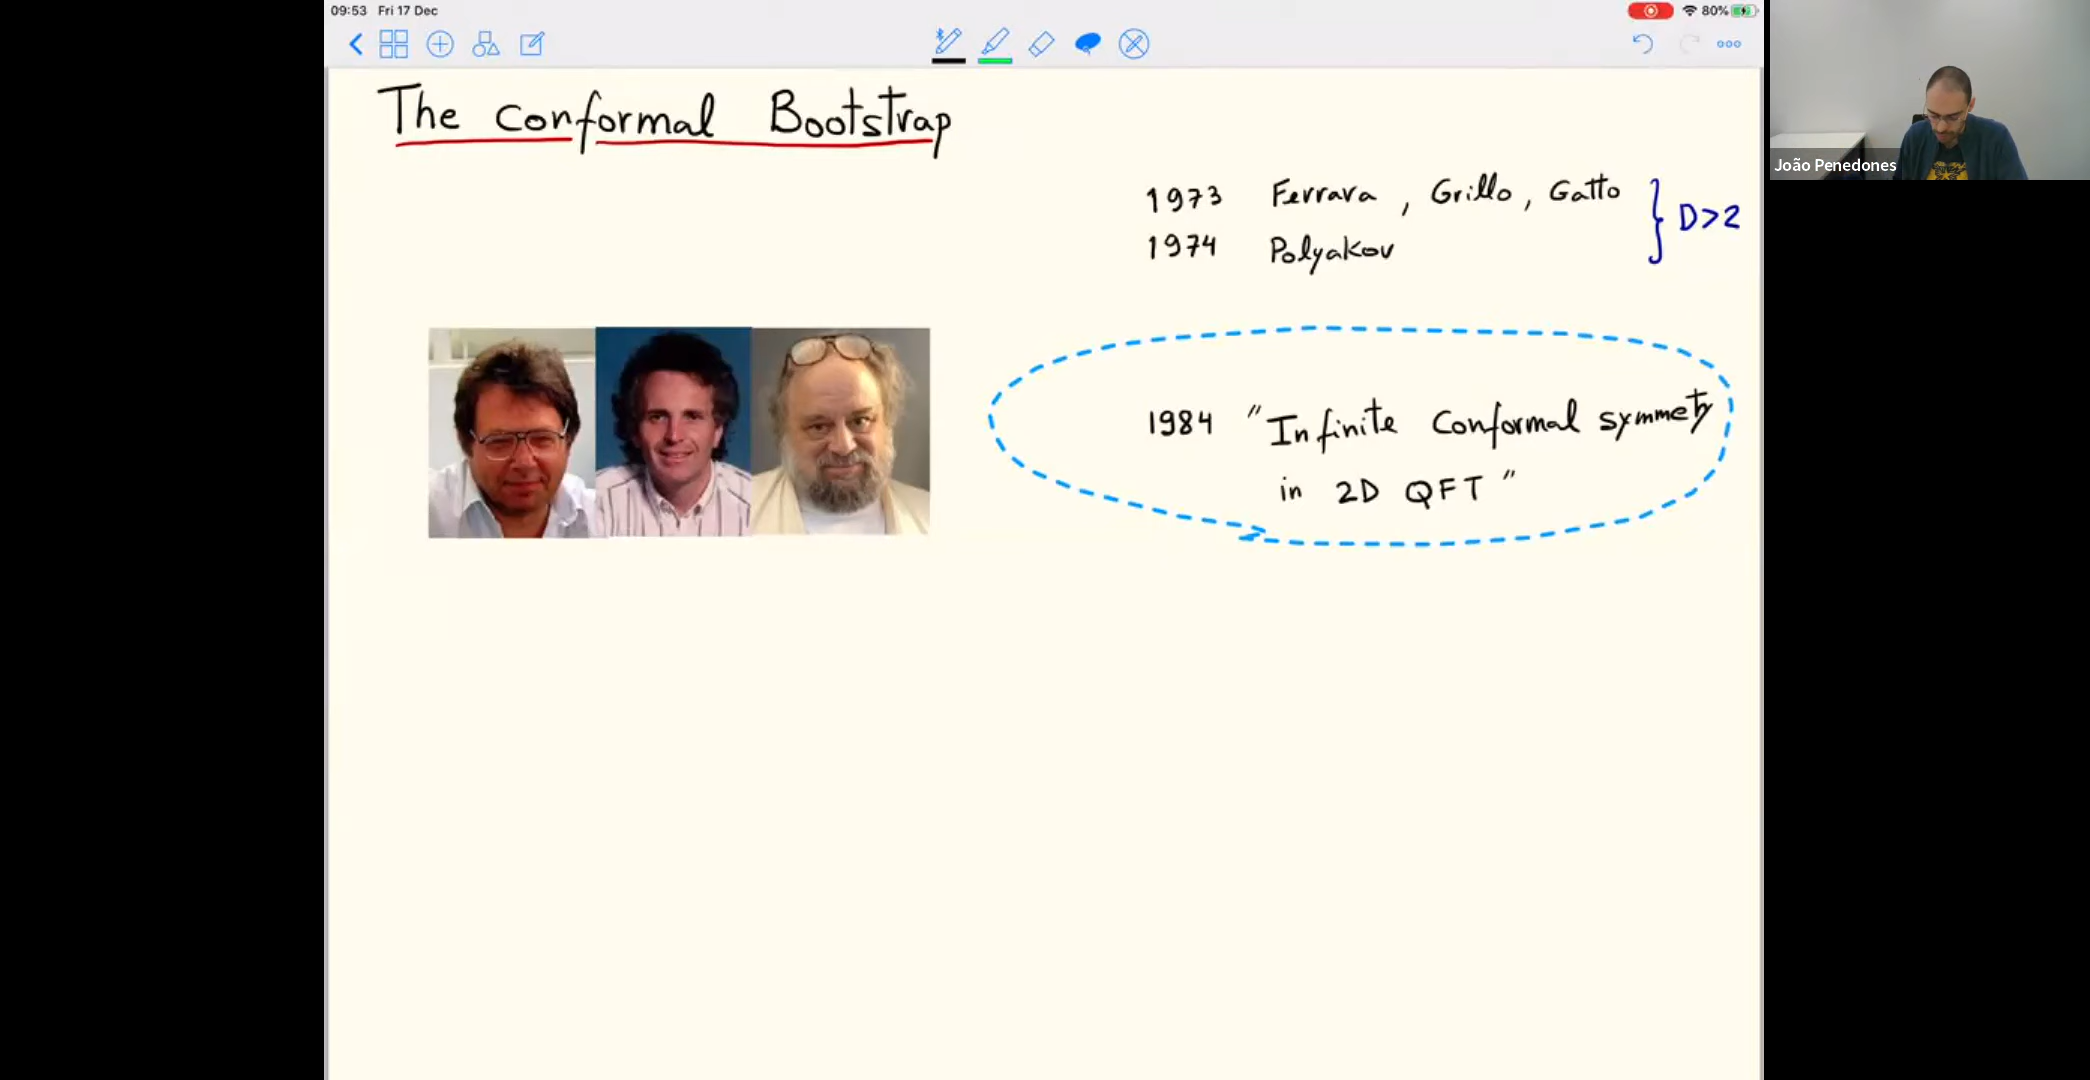 09:53 Fri 17 Dec
80%
The Conformal Bootstrap
João Penedones
1973 Ferrara , Grillo , Gatto
1974 Polyakov
} D>2
1984 "Infinite Conformal symmety
in 2D QFT"